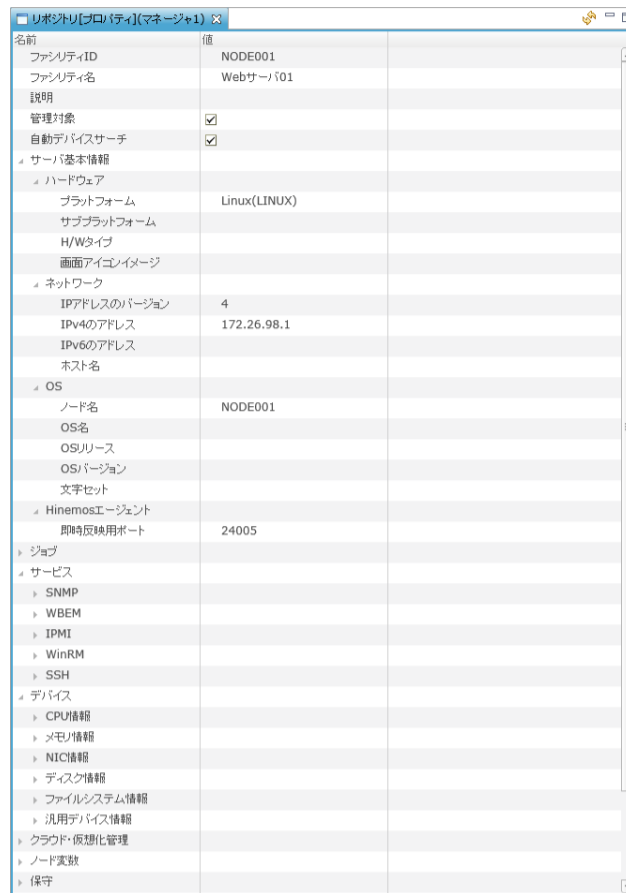 リポジトリ[プロパティ](マネージャ1)
名前 値
ファシリティID NODE001
ファシリティ名 Webサーバ01
説明
管理対象
自動デバイスサーチ
サーバ基本情報
ハードウェア
プラットフォーム Linux(LINUX)
サブプラットフォーム
H/Wタイプ
画面アイコンイメージ
ネットワーク
IPアドレスのバージョン 4
IPv4のアドレス 172.26.98.1
IPv6のアドレス
ホスト名
OS
ノード名 NODE001
OS名
OSリリース
OSバージョン
文字セット
Hinemosエージェント
即時反映用ポート 24005
ジョブ
サービス
SNMP
WBEM
IPMI
WinRM
SSH
デバイス
CPU情報
メモリ情報
NIC情報
ディスク情報
ファイルシステム情報
汎用デバイス情報
クラウド・仮想化管理
ノード変数
保守